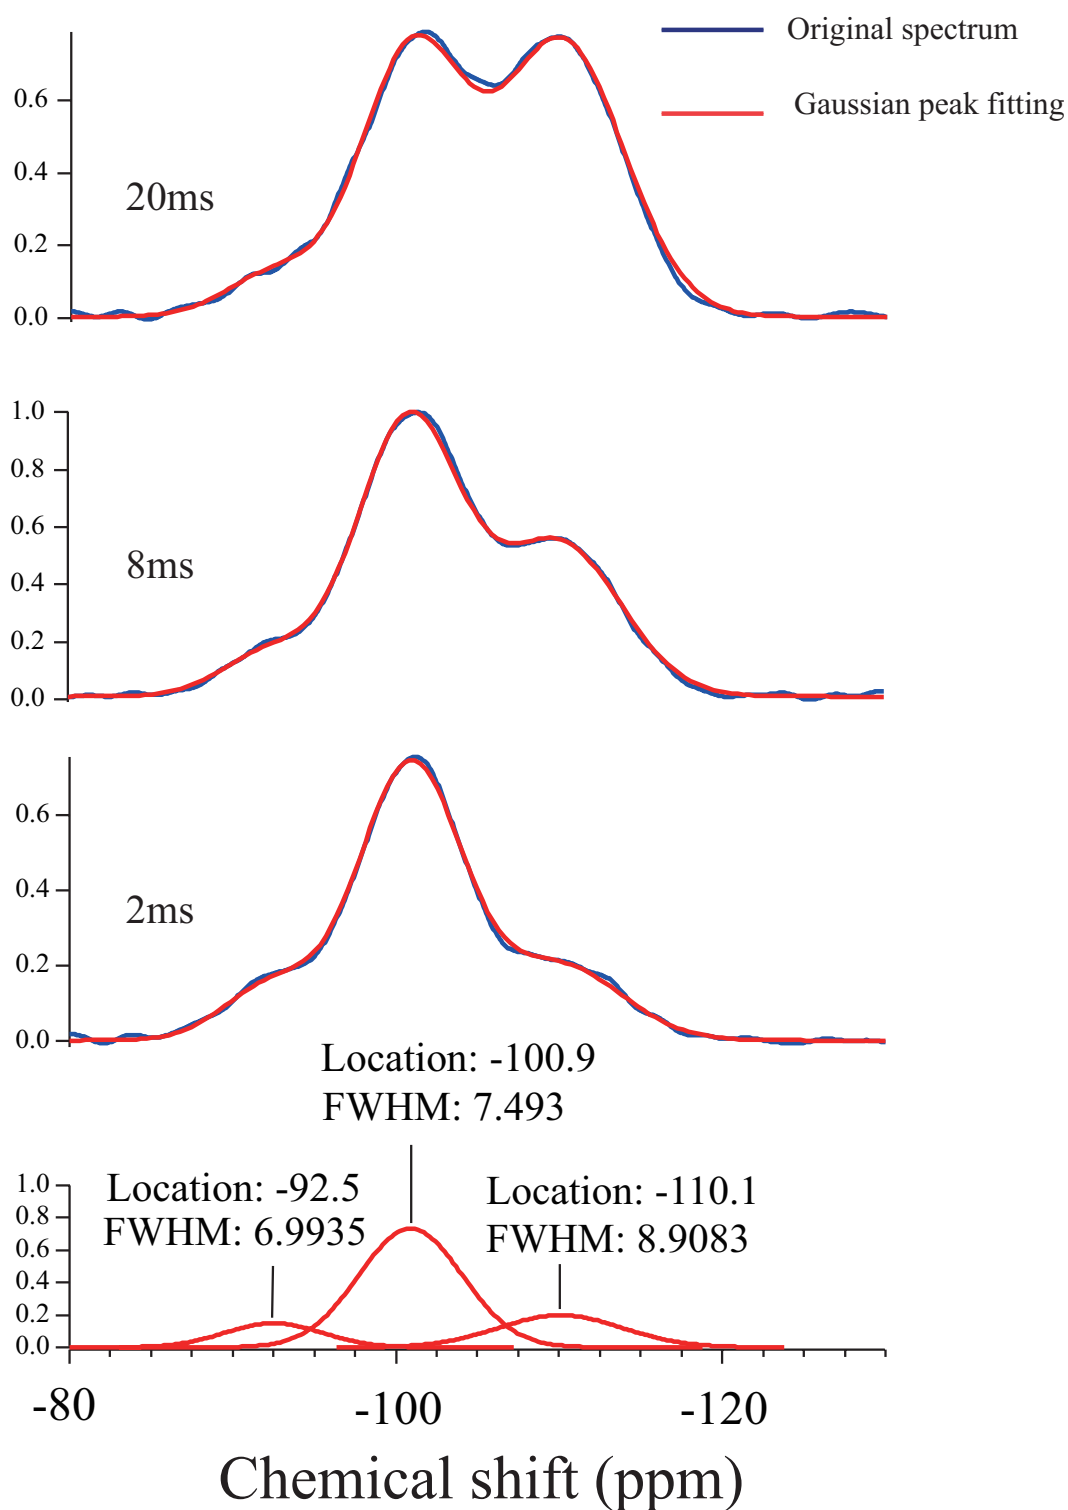 Original spectrum
Gaussian peak fitting
0.6
0.4
20ms
0.2
0.0
1.0
0.8
0.6
8ms
0.4
0.2
0.0
0.6
0.4
2ms
0.2
0.0
Location: -100.9
FWHM: 7.493
1.0
Location: -92.5
FWHM: 6.9935
Location: -110.1
FWHM: 8.9083
0.8
0.6
0.4
0.2
0.0
-80
-100
-120
Chemical shift (ppm)